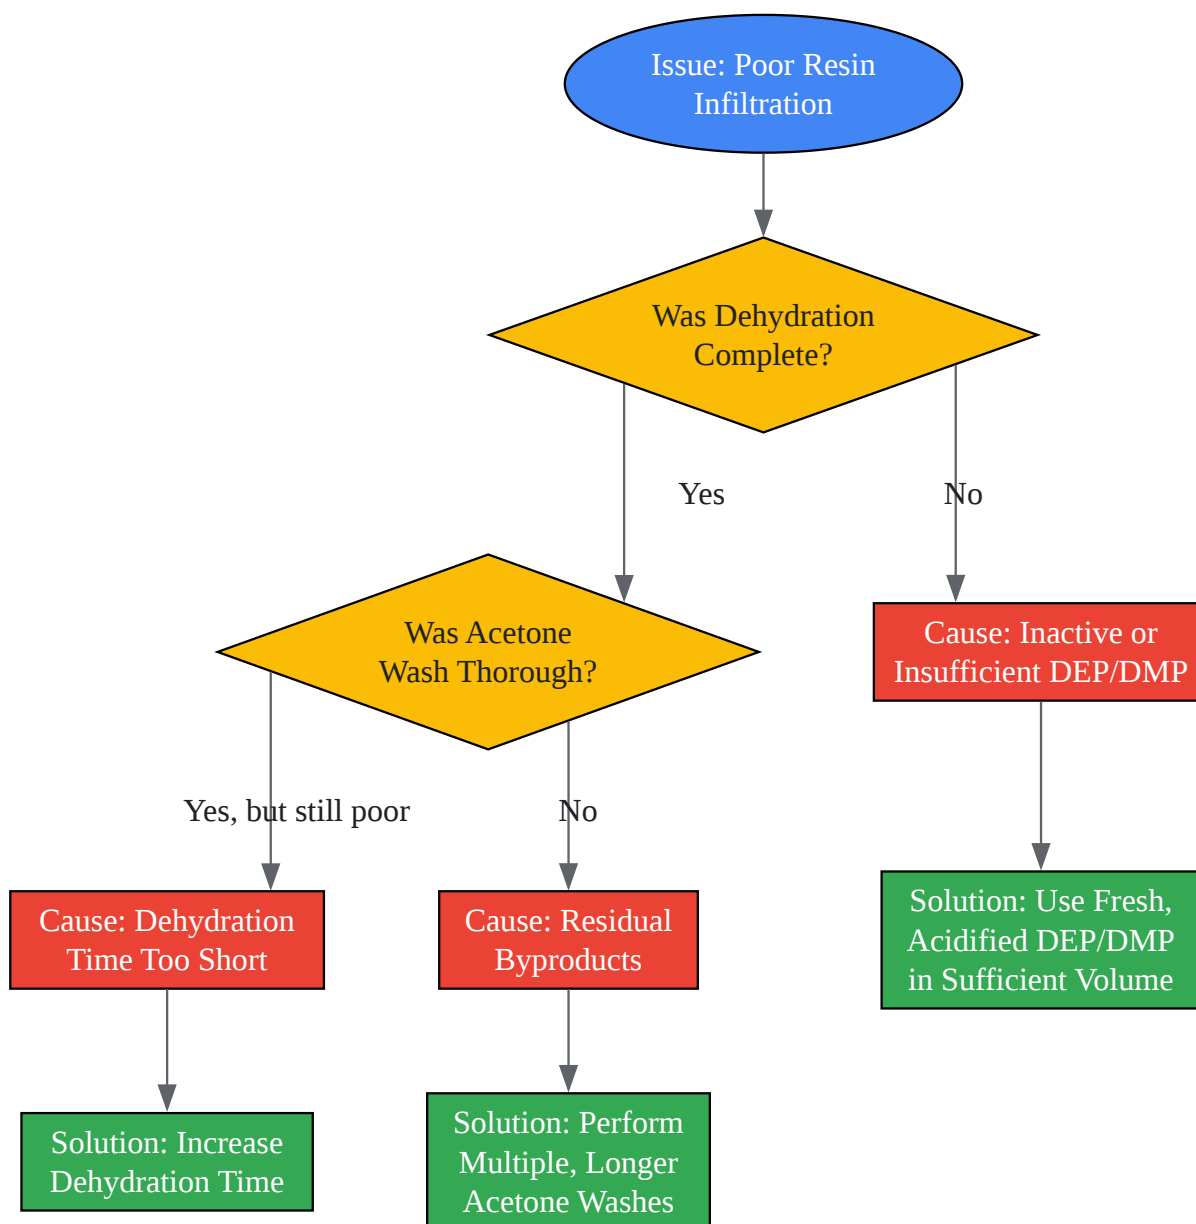 Issue: Poor Resin
Infiltration
Was Dehydration
Complete?
Yes
No
Was Acetone
Wash Thorough?
Cause: Inactive or
Insufficient DEP/DMP
Yes, but still poor
No
Cause: Dehydration
Time Too Short
Cause: Residual
Byproducts
Solution: Use Fresh,
Acidified DEP/DMP
in Sufficient Volume
Solution: Increase
Dehydration Time
Solution: Perform
Multiple, Longer
Acetone Washes